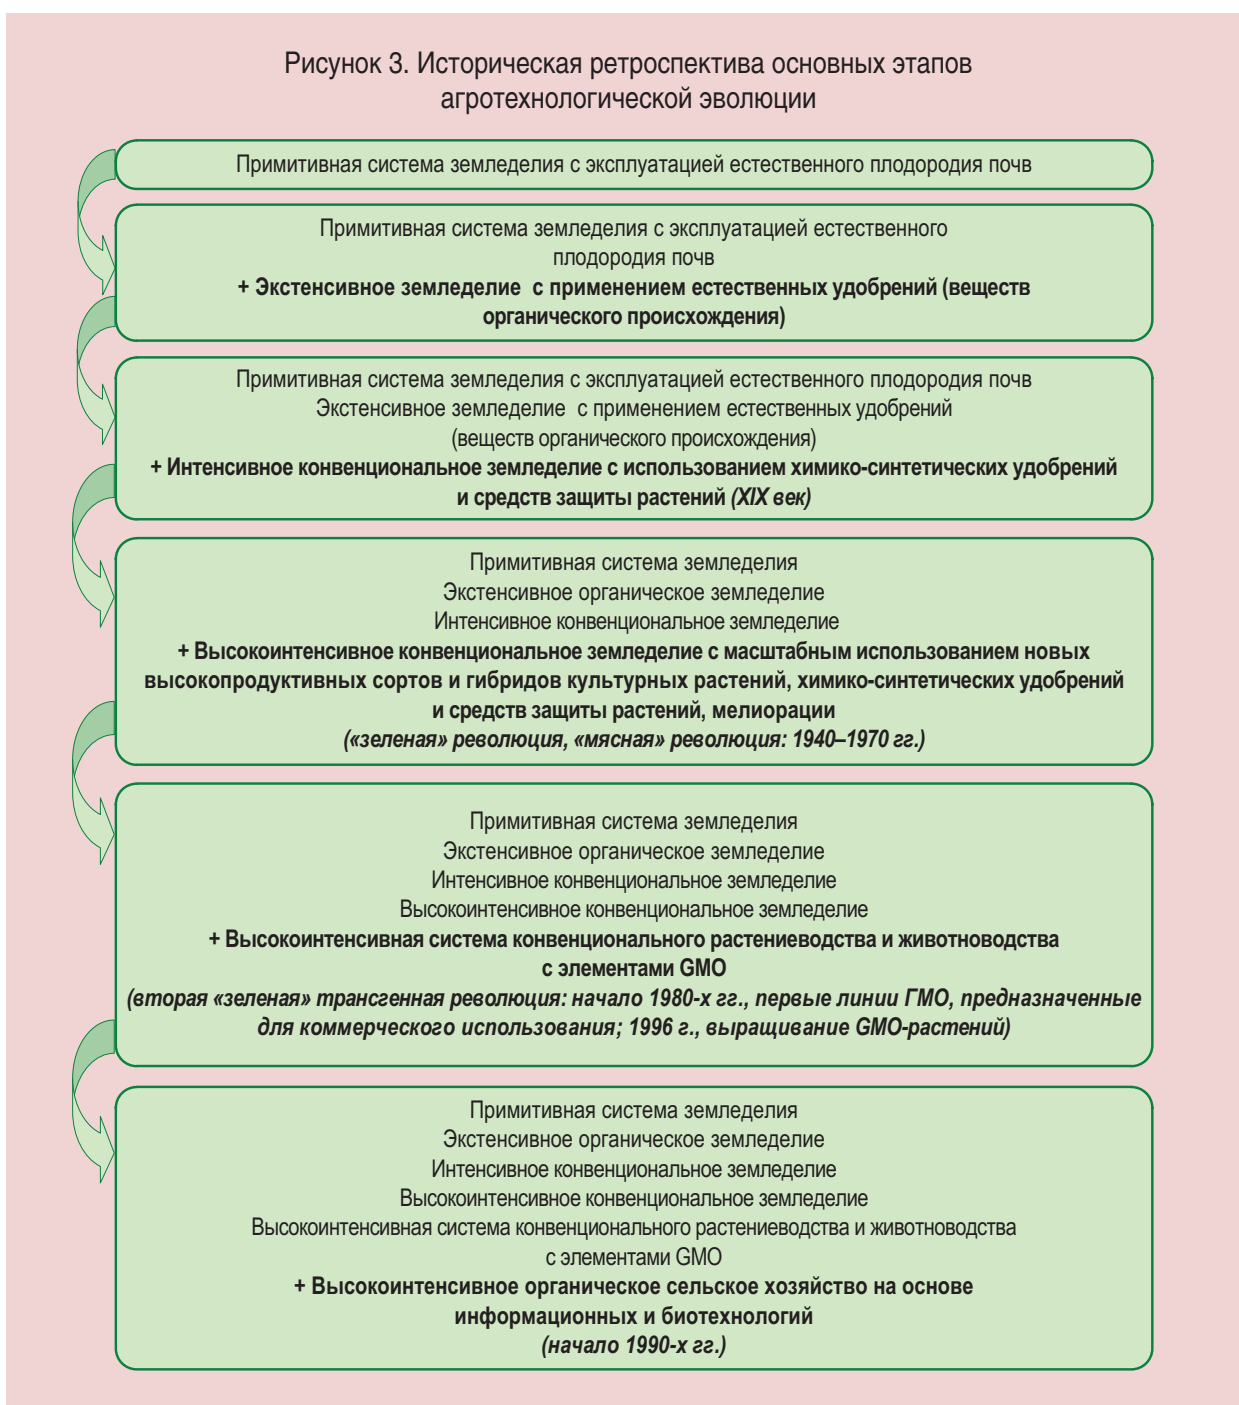 Рисунок 3. Историческая ретроспектива основных этапов
агротехнологической эволюции
Примитивная система земледелия с эксплуатацией естественного плодородия почв
Примитивная система земледелия с эксплуатацией естественного
плодородия почв
+ Экстенсивное земледелие с применением естественных удобрений (веществ
органического происхождения)
Примитивная система земледелия с эксплуатацией естественного плодородия почв
Экстенсивное земледелие с применением естественных удобрений
(веществ органического происхождения)
+ Интенсивное конвенциональное земледелие с использованием химико-синтетических удобрений
и средств защиты растений (XIX век)
Примитивная система земледелия
Экстенсивное органическое земледелие
Интенсивное конвенциональное земледелие
+ Высокоинтенсивное конвенциональное земледелие с масштабным использованием новых
высокопродуктивных сортов и гибридов культурных растений, химико-синтетических удобрений
и средств защиты растений, мелиорации
(«зеленая» революция, «мясная» революция: 1940–1970 гг.)
Примитивная система земледелия
Экстенсивное органическое земледелие
Интенсивное конвенциональное земледелие
Высокоинтенсивное конвенциональное земледелие
+ Высокоинтенсивная система конвенционального растениеводства и животноводства
с элементами GMO
(вторая «зеленая» трансгенная революция: начало 1980-х гг., первые линии ГМО, предназначенные
для коммерческого использования; 1996 г., выращивание GMO-растений)
Примитивная система земледелия
Экстенсивное органическое земледелие
Интенсивное конвенциональное земледелие
Высокоинтенсивное конвенциональное земледелие
Высокоинтенсивная система конвенционального растениеводства и животноводства
с элементами GMO
+ Высокоинтенсивное органическое сельское хозяйство на основе
информационных и биотехнологий
(начало 1990-х гг.)